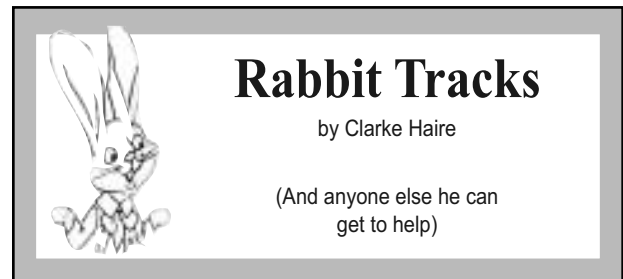 Rabbit Tracks
by Clarke Haire
(And anyone else he can
get to help)